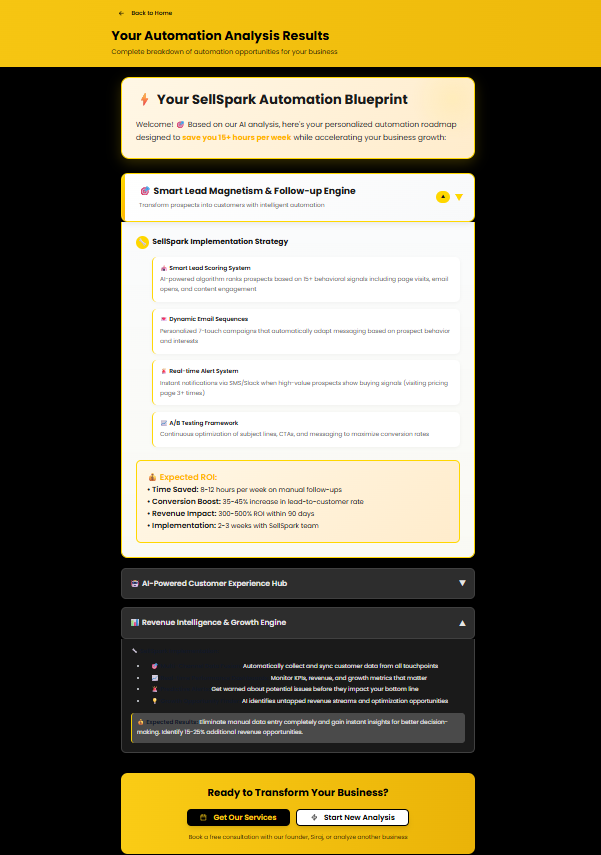 ← Back to Home
Your Automation Analysis Results
Complete breakdown of automation opportunities for your business
Your SellSpark Automation Blueprint
Welcome! 🎯 Based on our AI analysis, here's your personalized automation roadmap
designed to save you 15+ hours per week while accelerating your business growth:
🎯 Smart Lead Magnetism & Follow-up Engine
Transform prospects into customers with intelligent automation
SellSpark Implementation Strategy
Smart Lead Scoring System
AI-powered algorithm ranks prospects based on 15+ behavioral signals including page visits, email
opens, and content engagement
Dynamic Email Sequences
Personalized 7-touch campaigns that automatically adapt messaging based on prospect behavior
and interests
Real-time Alert System
Instant notifications via SMS/Slack when high-value prospects show buying signals (visiting pricing
page 3+ times)
A/B Testing Framework
Continuous optimization of subject lines, CTAs, and messaging to maximize conversion rates
💰 Expected ROI:
• Time Saved: 8-12 hours per week on manual follow-ups
• Conversion Boost: 35-45% increase in lead-to-customer rate
• Revenue Impact: 300-500% ROI within 90 days
• Implementation: 2-3 weeks with SellSpark team
AI-Powered Customer Experience Hub
📊 Revenue Intelligence & Growth Engine
Automatically collect and sync customer data from all touchpoints
Monitor KPIs, revenue, and growth metrics that matter
Get warned about potential issues before they impact your bottom line
AI identifies untapped revenue streams and optimization opportunities
💰 Expected Results: Eliminate manual data entry completely and gain instant insights for better decision-
making. Identify 15-25% additional revenue opportunities.
Ready to Transform Your Business?
Get Our Services
Start New Analysis
Book a free consultation with our founder, Siraj, or analyze another business